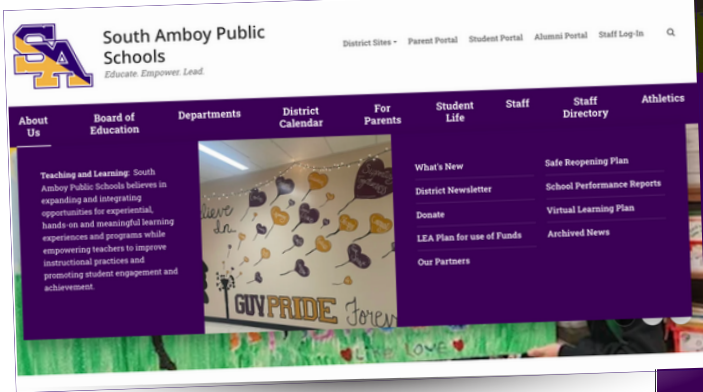 SA
South Amboy Public
Schools
Educate. Empower. Lead.
District Sites Parent Portal Student Portal Alumni Portal Staff Log-In
About
Us
Board of
Education
Departments
District
Calendar
For
Parents
Student
Life
Staff
Staff
Directory
Athletics
Teaching and Learning: South
Amboy Public Schools believes in
expanding and integrating
opportunities for experiential,
hands-on and meaningful learning
experiences and programs while
empowering teachers to improve
instructional practices and
promoting student engagement and
achievement.
GUV PRIDE Forever
What's New
District Newsletter
Donate
LEA Plan for use of Funds
Our Partners
Safe Reopening Plan
School Performance Reports
Virtual Learning Plan
Archived News
LIKE LOVE